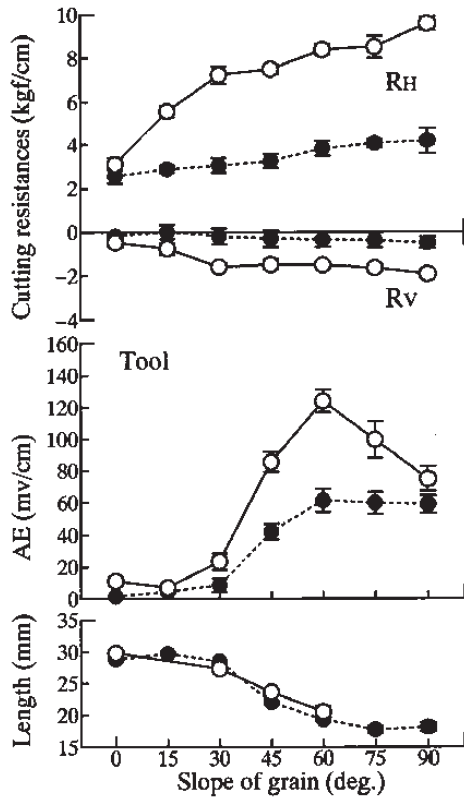 Cutting resistances (kgf/cm)
10
8
6
4
2
0
−2
−4
RH
RV
AE (mv/cm)
160
140
120
100
80
60
40
20
0
Tool
Length (mm)
35
30
25
20
15
0 15 30 45 60 75 90
Slope of grain (deg.)